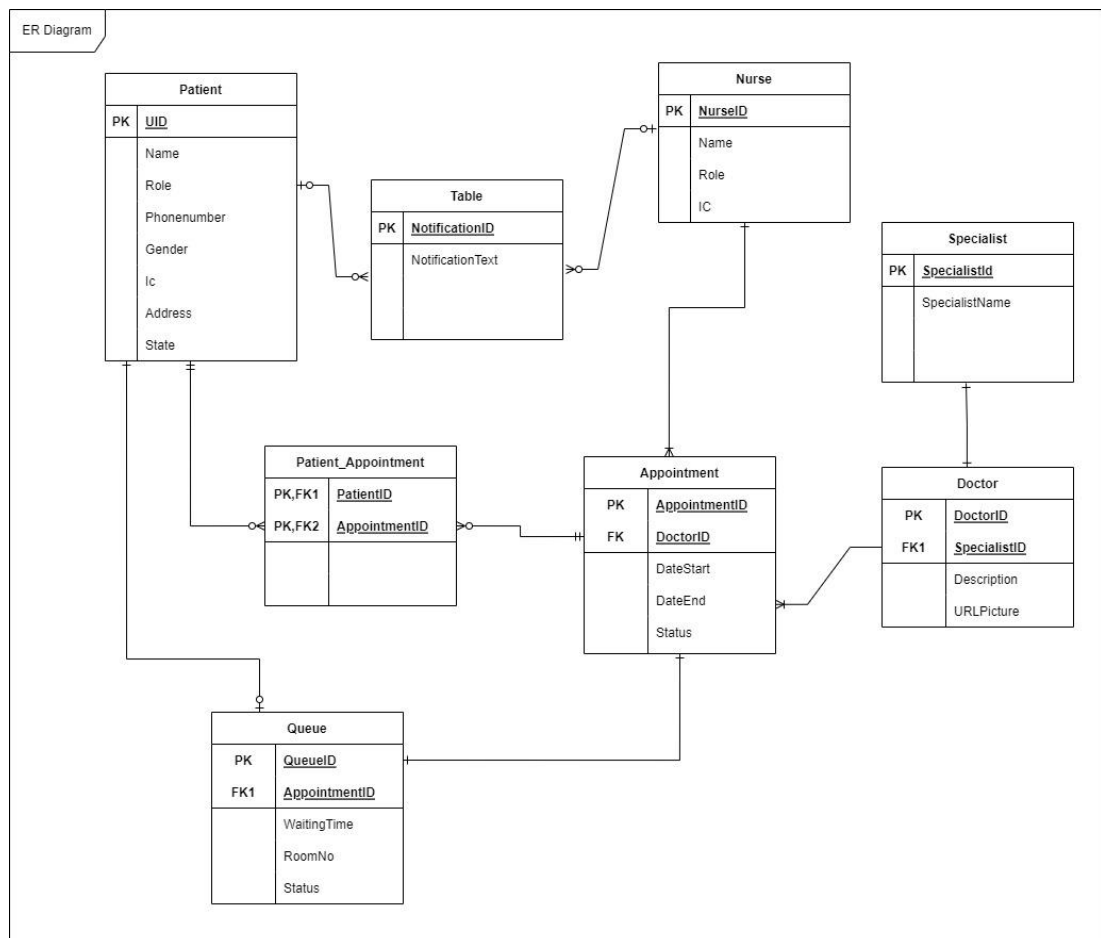 ER Diagram
Patient
PK UID
Name
Role
Phonenumber
Gender
Ic
Address
State
Nurse
PK NurseID
Name
Role
IC
Table
PK NotificationID
NotificationText
Specialist
PK SpecialistId
SpecialistName
Patient_Appointment
PK,FK1 PatientID
PK,FK2 AppointmentID
Appointment
PK AppointmentID
FK DoctorID
DateStart
DateEnd
Status
Doctor
PK DoctorID
FK1 SpecialistID
Description
URLPicture
Queue
PK QueueID
FK1 AppointmentID
WaitingTime
RoomNo
Status